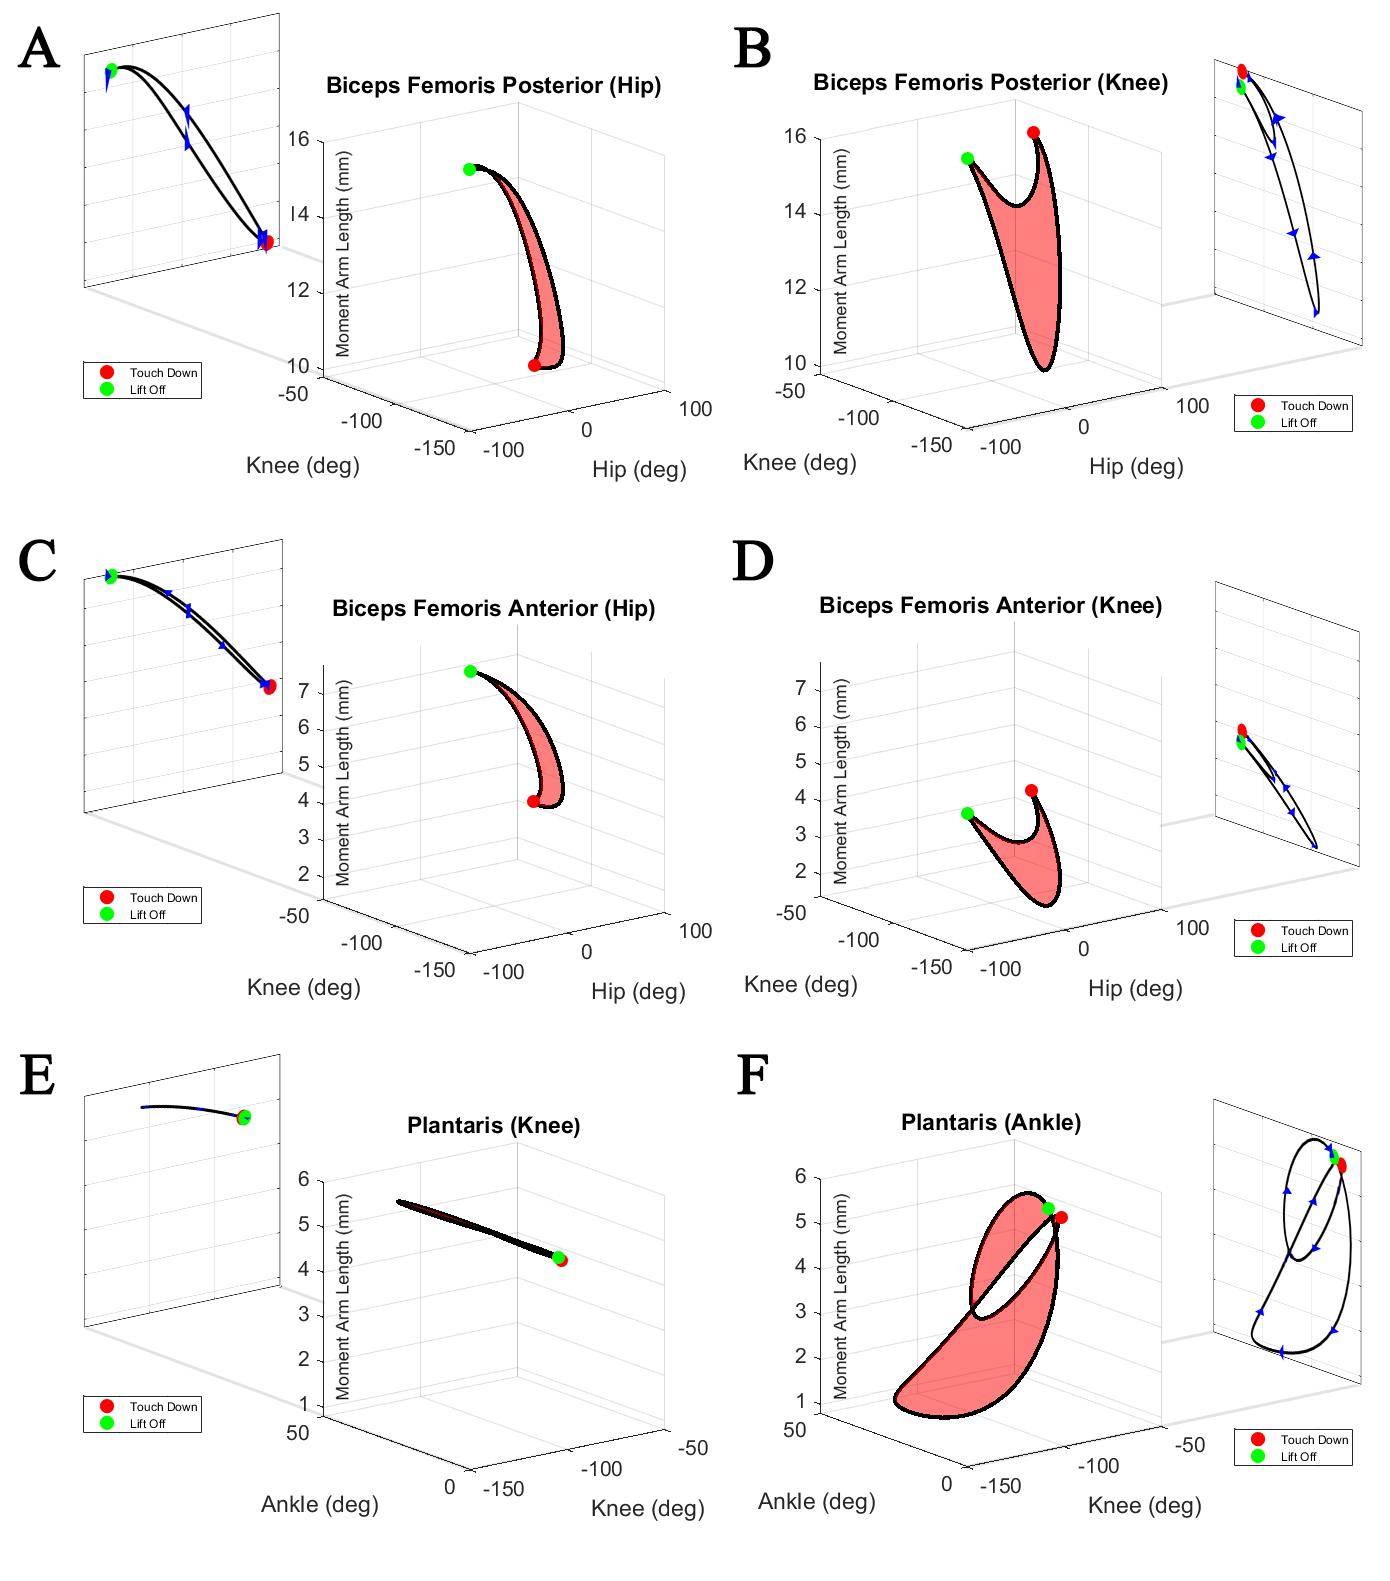 A
Biceps Femoris Posterior (Hip)
16
14
12
10
Moment Arm Length (mm)
-50
-100
-150
Knee (deg)
-100
0
100
Hip (deg)
Touch Down
Lift Off
B
Biceps Femoris Posterior (Knee)
16
14
12
10
Moment Arm Length (mm)
-50
-100
-150
Knee (deg)
-100
0
100
Hip (deg)
Touch Down
Lift Off
C
Biceps Femoris Anterior (Hip)
7
6
5
4
3
2
Moment Arm Length (mm)
-50
-100
-150
Knee (deg)
-100
0
100
Hip (deg)
Touch Down
Lift Off
D
Biceps Femoris Anterior (Knee)
7
6
5
4
3
2
Moment Arm Length (mm)
-50
-100
-150
Knee (deg)
-100
0
100
Hip (deg)
Touch Down
Lift Off
E
Plantaris (Knee)
6
5
4
3
2
1
Moment Arm Length (mm)
50
0
Ankle (deg)
-150
-100
-50
Knee (deg)
Touch Down
Lift Off
F
Plantaris (Ankle)
6
5
4
3
2
1
Moment Arm Length (mm)
50
0
Ankle (deg)
-150
-100
-50
Knee (deg)
Touch Down
Lift Off